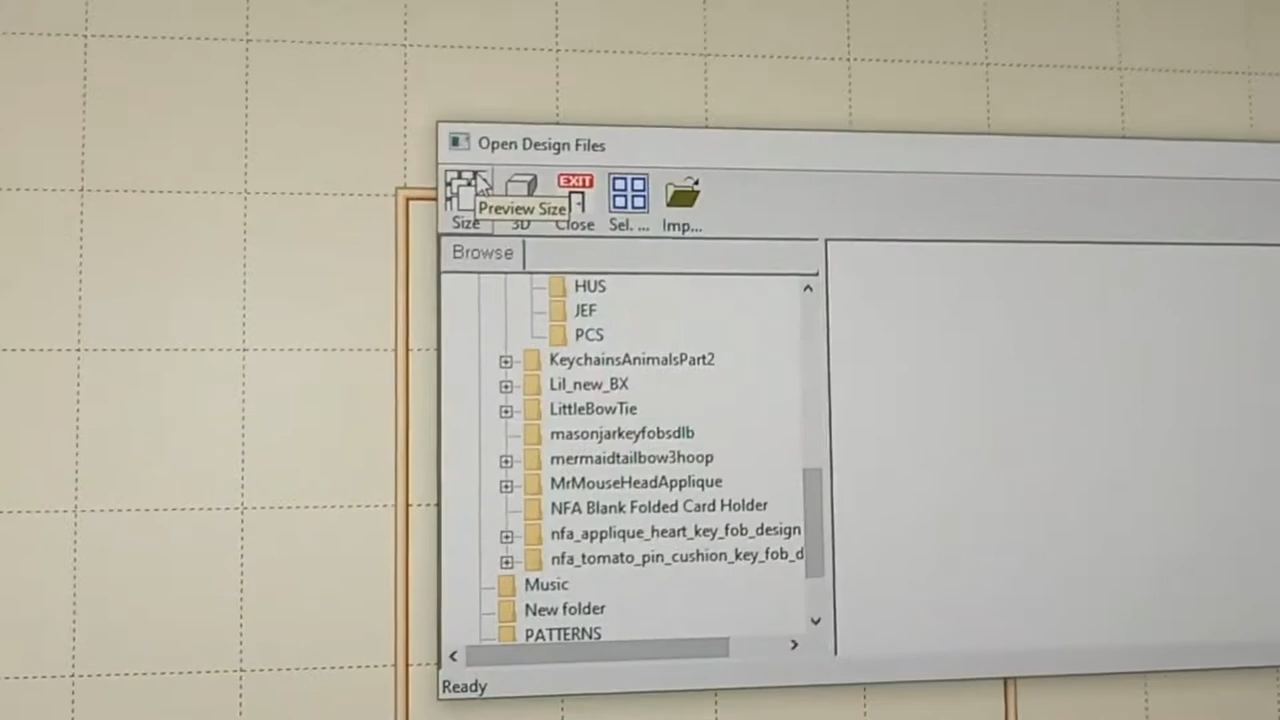 Open Design Files
EXIT
Preview Size
Size 3D Close Sel. ... Imp...
Browse
HUS
JEF
PCS
KeychainsAnimalsPart2
Lil_new_BX
LittleBowTie
masonjarkeyfobsdlb
mermaidtailbow3hoop
MrMouseHeadApplique
NFA Blank Folded Card Holder
nfa_applique_heart_key_fob_design
nfa_tomato_pin_cushion_key_fob_d
Music
New folder
PATTERNS
Ready